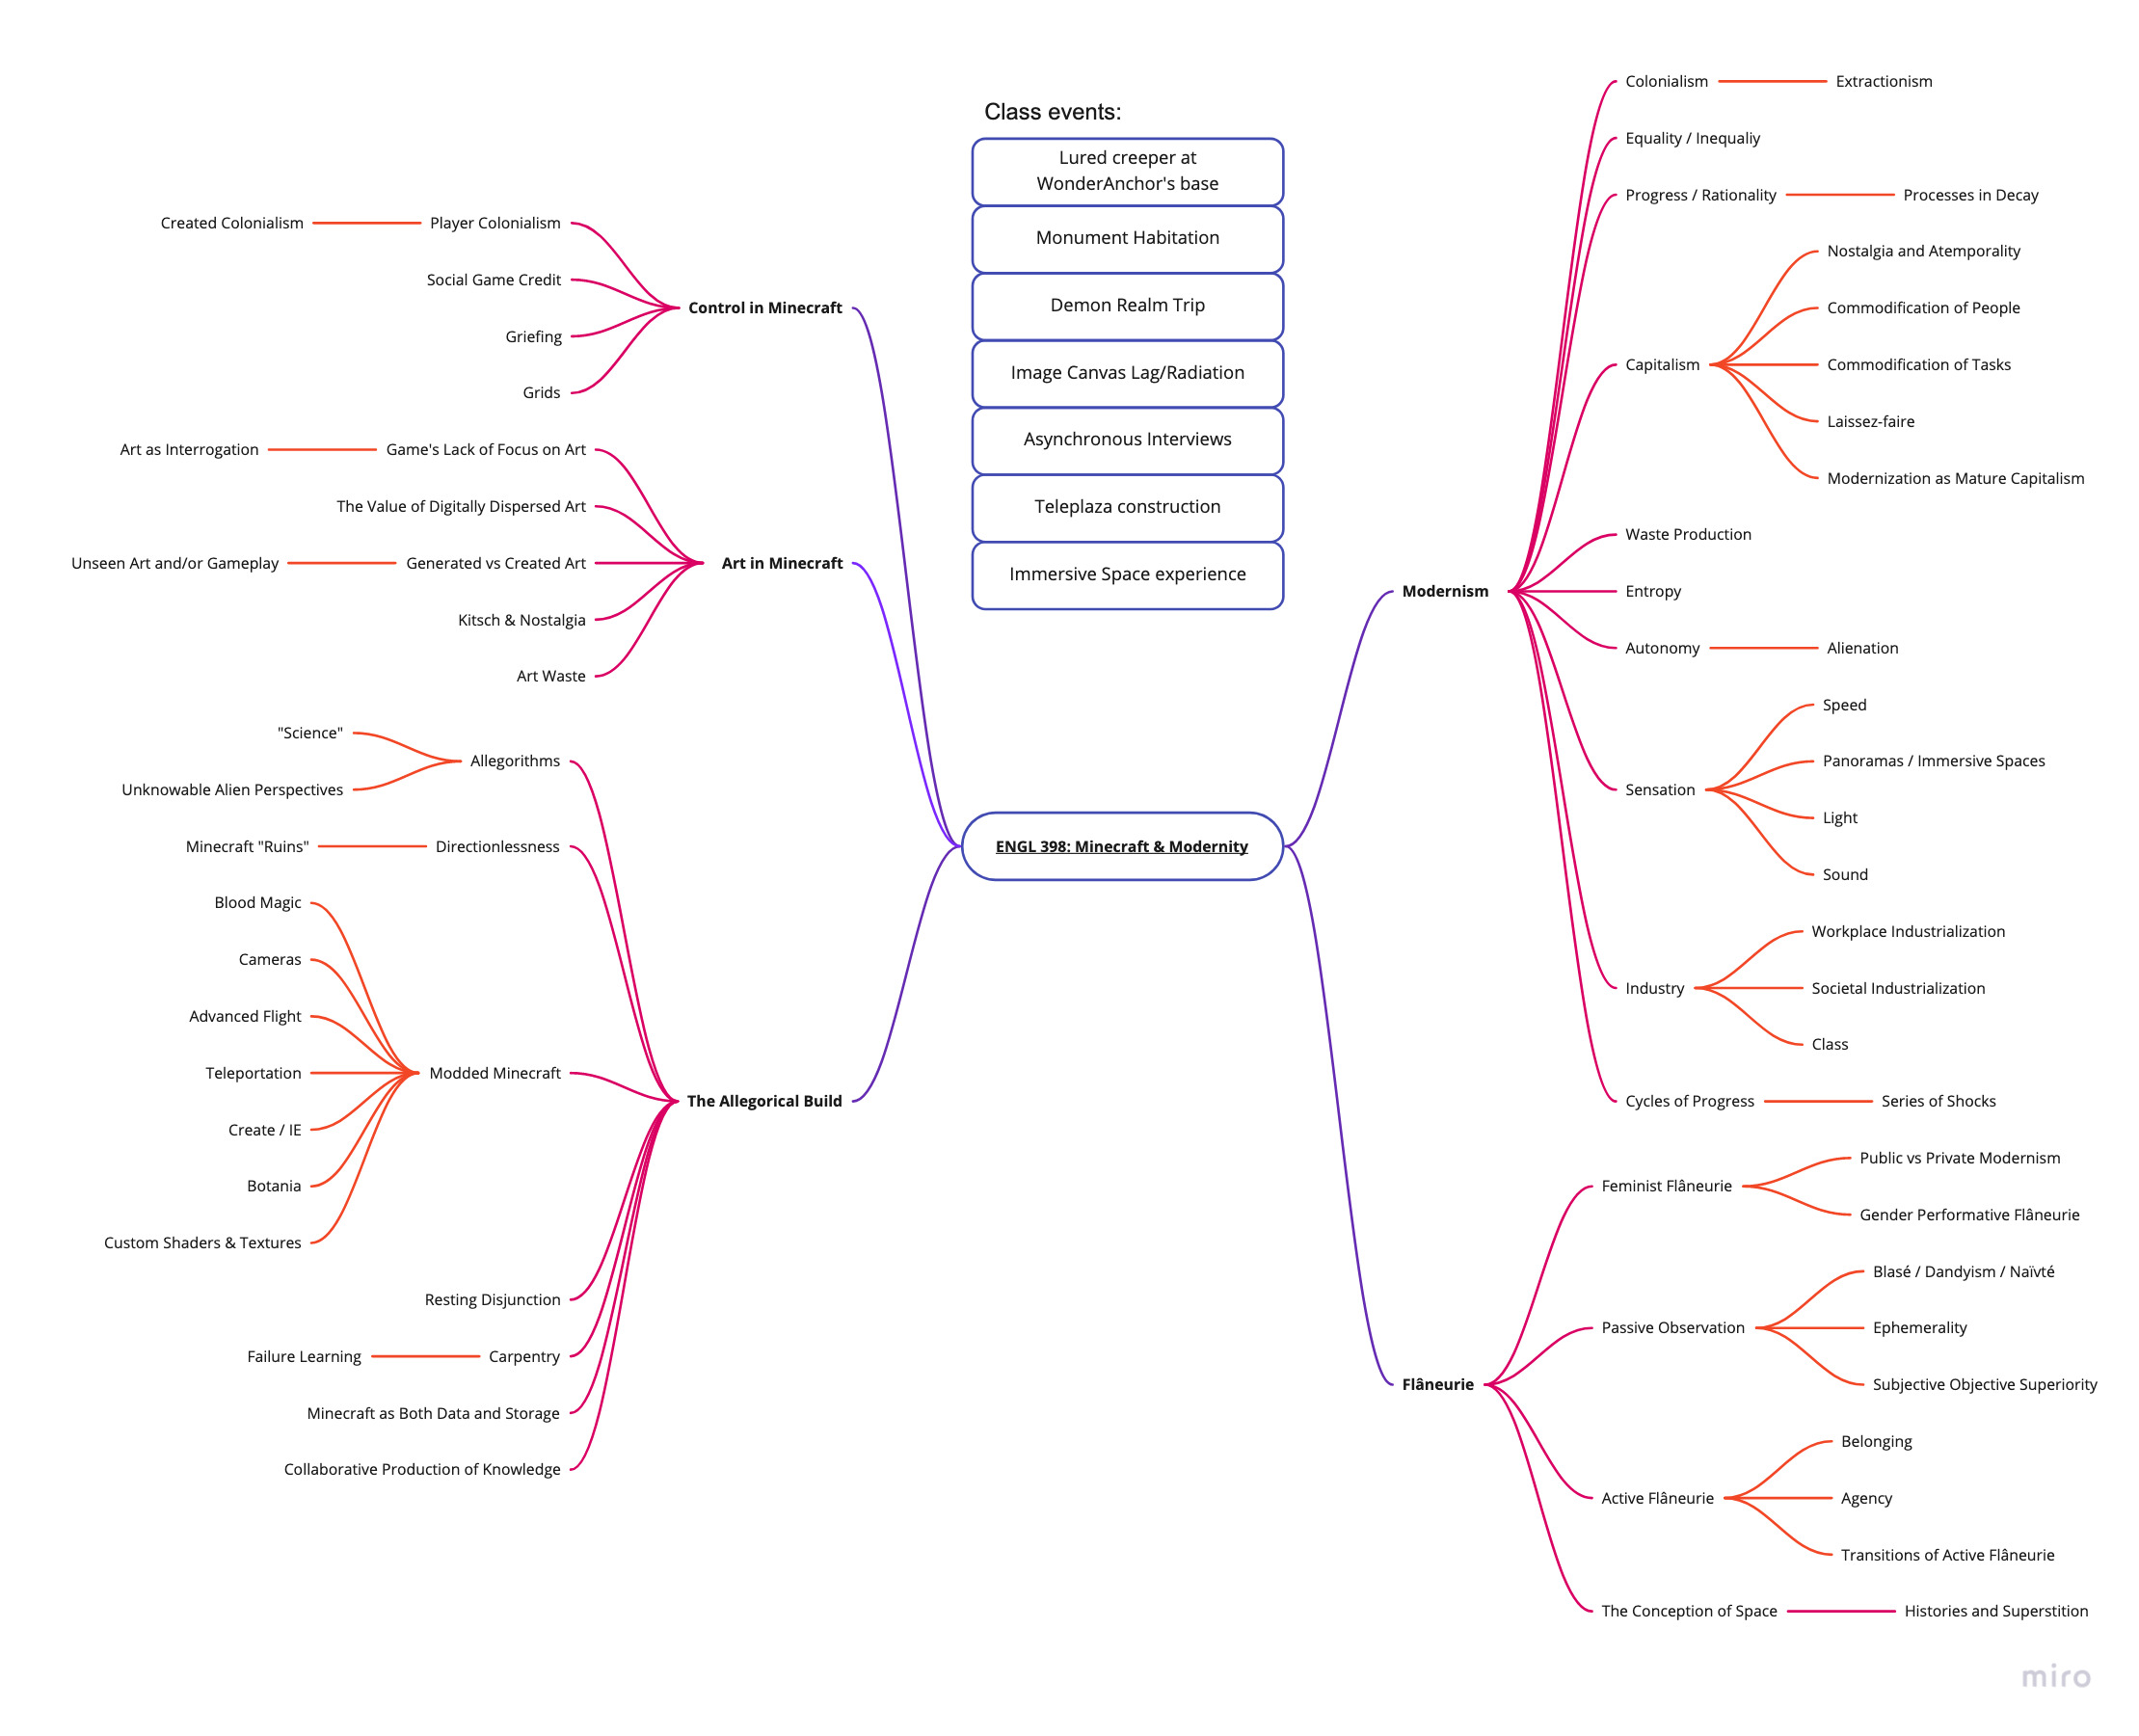 Class events:
Lured creeper at
WonderAnchor's base
Monument Habitation
Demon Realm Trip
Image Canvas Lag/Radiation
Asynchronous Interviews
Teleplaza construction
Immersive Space experience
ENGL 398: Minecraft & Modernity
Control in Minecraft
Player Colonialism
Created Colonialism
Social Game Credit
Griefing
Grids
Art in Minecraft
Game's Lack of Focus on Art
Art as Interrogation
The Value of Digitally Dispersed Art
Generated vs Created Art
Unseen Art and/or Gameplay
Kitsch & Nostalgia
Art Waste
The Allegorical Build
Allegorithms
"Science"
Unknowable Alien Perspectives
Directionlessness
Minecraft "Ruins"
Modded Minecraft
Blood Magic
Cameras
Advanced Flight
Teleportation
Create / IE
Botania
Custom Shaders & Textures
Resting Disjunction
Carpentry
Failure Learning
Minecraft as Both Data and Storage
Collaborative Production of Knowledge
Modernism
Colonialism
Extractionism
Equality / Inequaliy
Progress / Rationality
Processes in Decay
Capitalism
Nostalgia and Atemporality
Commodification of People
Commodification of Tasks
Laissez-faire
Modernization as Mature Capitalism
Waste Production
Entropy
Autonomy
Alienation
Sensation
Speed
Panoramas / Immersive Spaces
Light
Sound
Industry
Workplace Industrialization
Societal Industrialization
Class
Cycles of Progress
Series of Shocks
Flâneurie
Feminist Flâneurie
Public vs Private Modernism
Gender Performative Flâneurie
Passive Observation
Blasé / Dandyism / Naïvté
Ephemerality
Subjective Objective Superiority
Active Flâneurie
Belonging
Agency
Transitions of Active Flâneurie
The Conception of Space
Histories and Superstition
miro